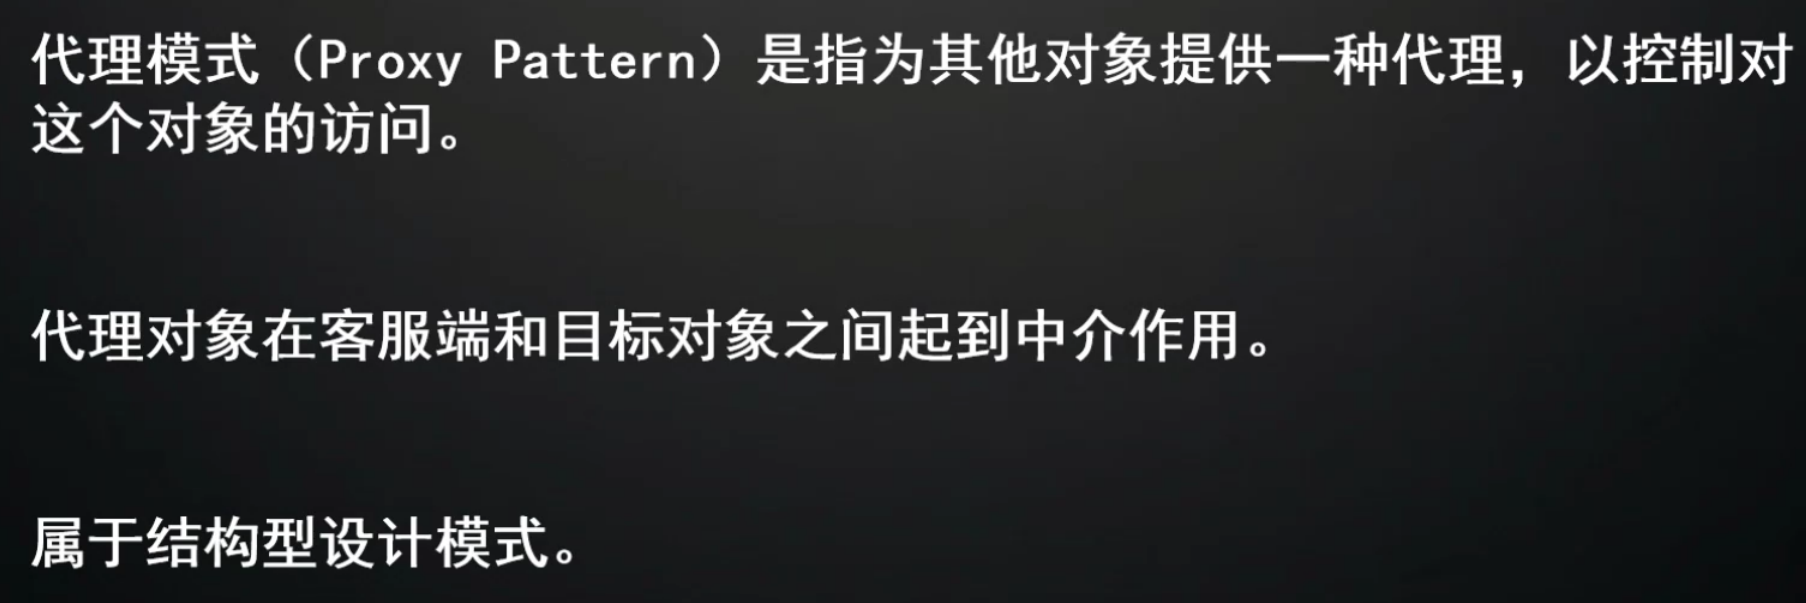 代理模式（Proxy Pattern）是指为其他对象提供一种代理，以控制对
这个对象的访问。
代理对象在客服端和目标对象之间起到中介作用。
属于结构型设计模式。